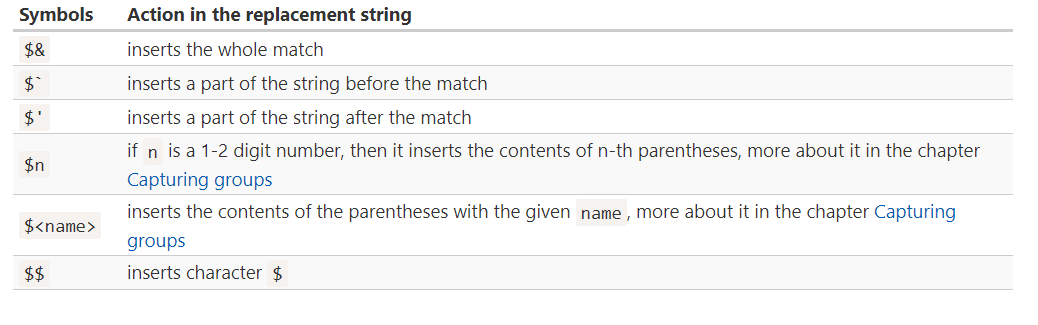 Symbols Action in the replacement string
$& inserts the whole match
$` inserts a part of the string before the match
$' inserts a part of the string after the match
$n if n is a 1-2 digit number, then it inserts the contents of n-th parentheses, more about it in the chapter
Capturing groups
$<name> inserts the contents of the parentheses with the given name, more about it in the chapter Capturing
groups
$$ inserts character $